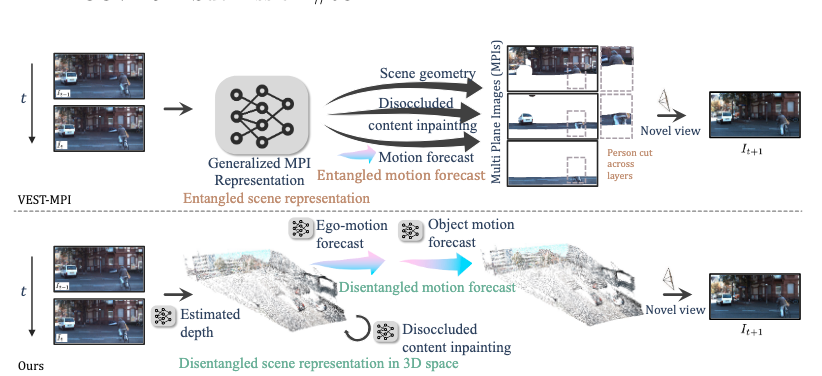 t
I_{t-1}
I_t
VEST-MPI
Generalized MPI
Representation
Entangled scene representation
Scene geometry
Disoccluded
content inpainting
Motion forecast
Entangled motion forecast
Multi Plane Images (MPIs)
Person cut
across
layers
Novel view
I_{t+1}
t
I_{t-1}
I_t
Ours
Estimated
depth
Ego-motion
forecast
Object motion
forecast
Disentangled motion forecast
Disoccluded
content inpainting
Disentangled scene representation in 3D space
Novel view
I_{t+1}